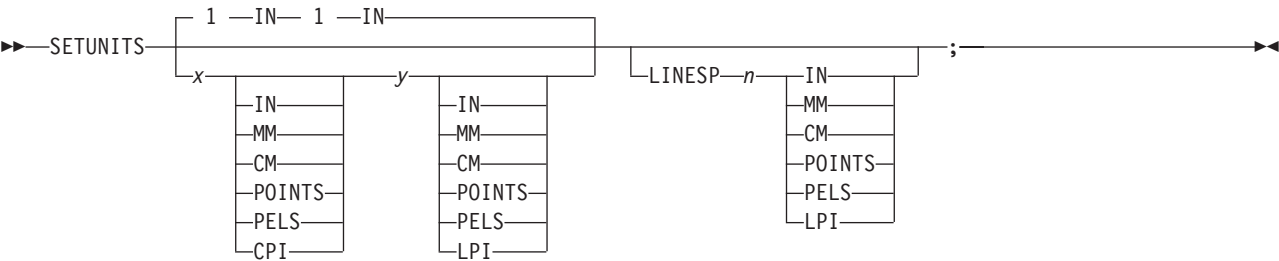 1 IN 1 IN
SETUNITS ;
x y LINESP n IN
IN IN MM
MM MM CM
CM CM POINTS
POINTS POINTS PELS
PELS PELS LPI
CPI LPI